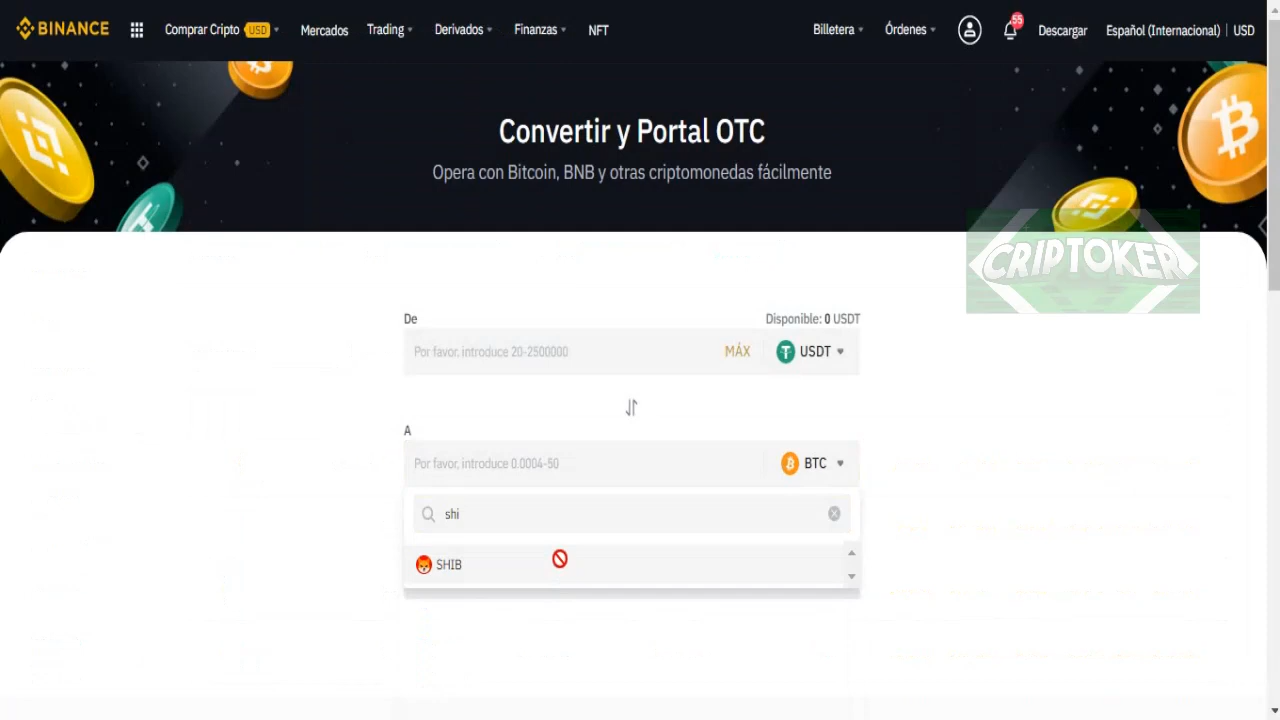 BINANCE Comprar Cripto USD Mercados Trading Derivados Finanzas NFT Billetera Órdenes 55 Descargar Español (Internacional) USD
Convertir y Portal OTC
Opera con Bitcoin, BNB y otras criptomonedas fácilmente
CRIPTOKER
De Disponible: 0 USDT
Por favor, introduce 20-2500000 MÁX USDT
A
Por favor, introduce 0.0004-50 BTC
shi
SHIB